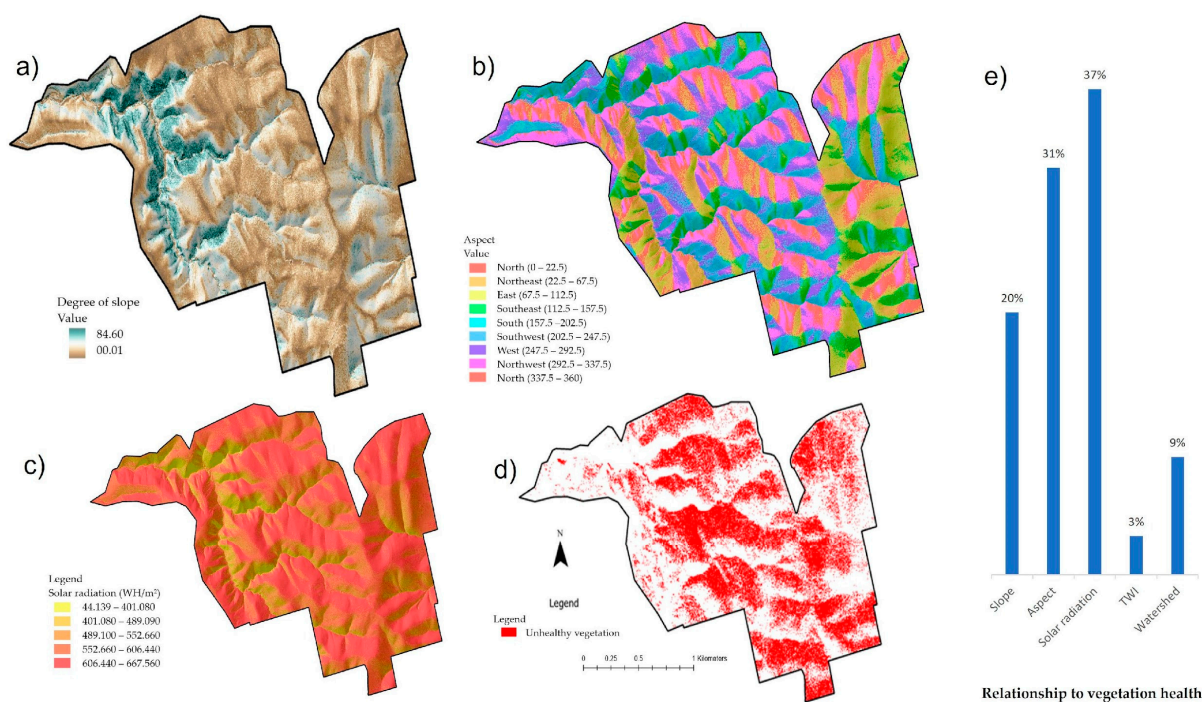 a)
Degree of slope
Value
84.60
00.01
b)
Aspect
Value
North (0 – 22.5)
Northeast (22.5 – 67.5)
East (67.5 – 112.5)
Southeast (112.5 – 157.5)
South (157.5 –202.5)
Southwest (202.5 – 247.5)
West (247.5 – 292.5)
Northwest (292.5 – 337.5)
North (337.5 – 360)
c)
Legend
Solar radiation (WH/m²)
44.139 – 401.080
401.080 – 489.090
489.100 – 552.660
552.660 – 606.440
606.440 – 667.560
d)
N
Legend
Legend
Unhealthy vegetation
0 0.25 0.5 1 Kilometers
e)
20%
31%
37%
3%
9%
Slope
Aspect
Solar radiation
TWI
Watershed
Relationship to vegetation health